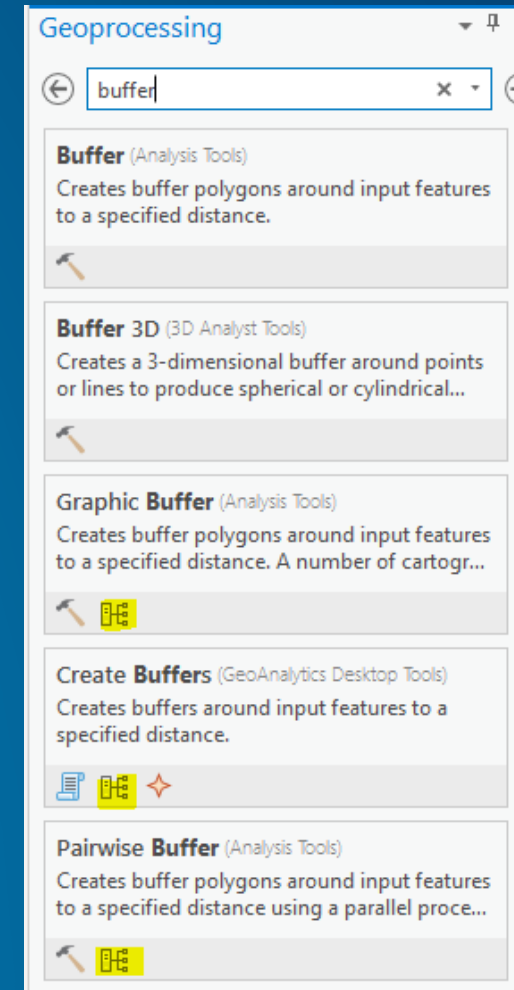 Geoprocessing
buffer
Buffer (Analysis Tools)
Creates buffer polygons around input features
to a specified distance.
Buffer 3D (3D Analyst Tools)
Creates a 3-dimensional buffer around points
or lines to produce spherical or cylindrical...
Graphic Buffer (Analysis Tools)
Creates buffer polygons around input features
to a specified distance. A number of cartogr...
Create Buffers (GeoAnalytics Desktop Tools)
Creates buffers around input features to a
specified distance.
Pairwise Buffer (Analysis Tools)
Creates buffer polygons around input features
to a specified distance using a parallel proce...